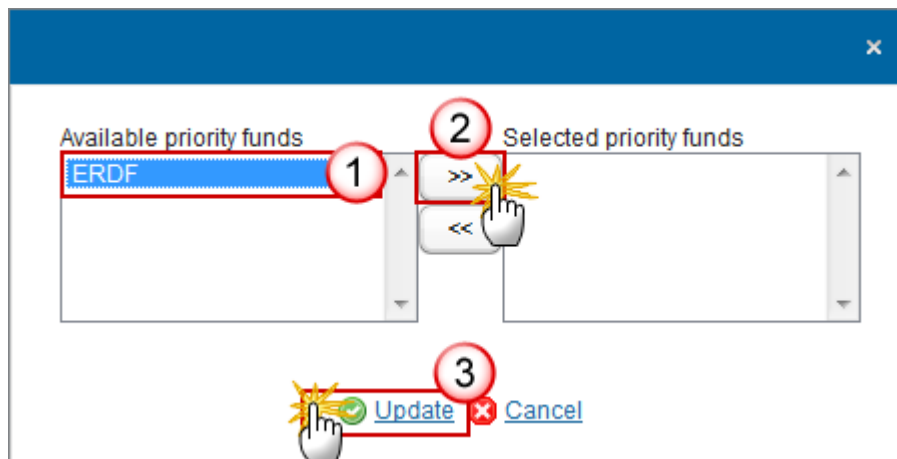 ×
Available priority funds
2
Selected priority funds
ERDF
1
>>
<<
3
Update
Cancel